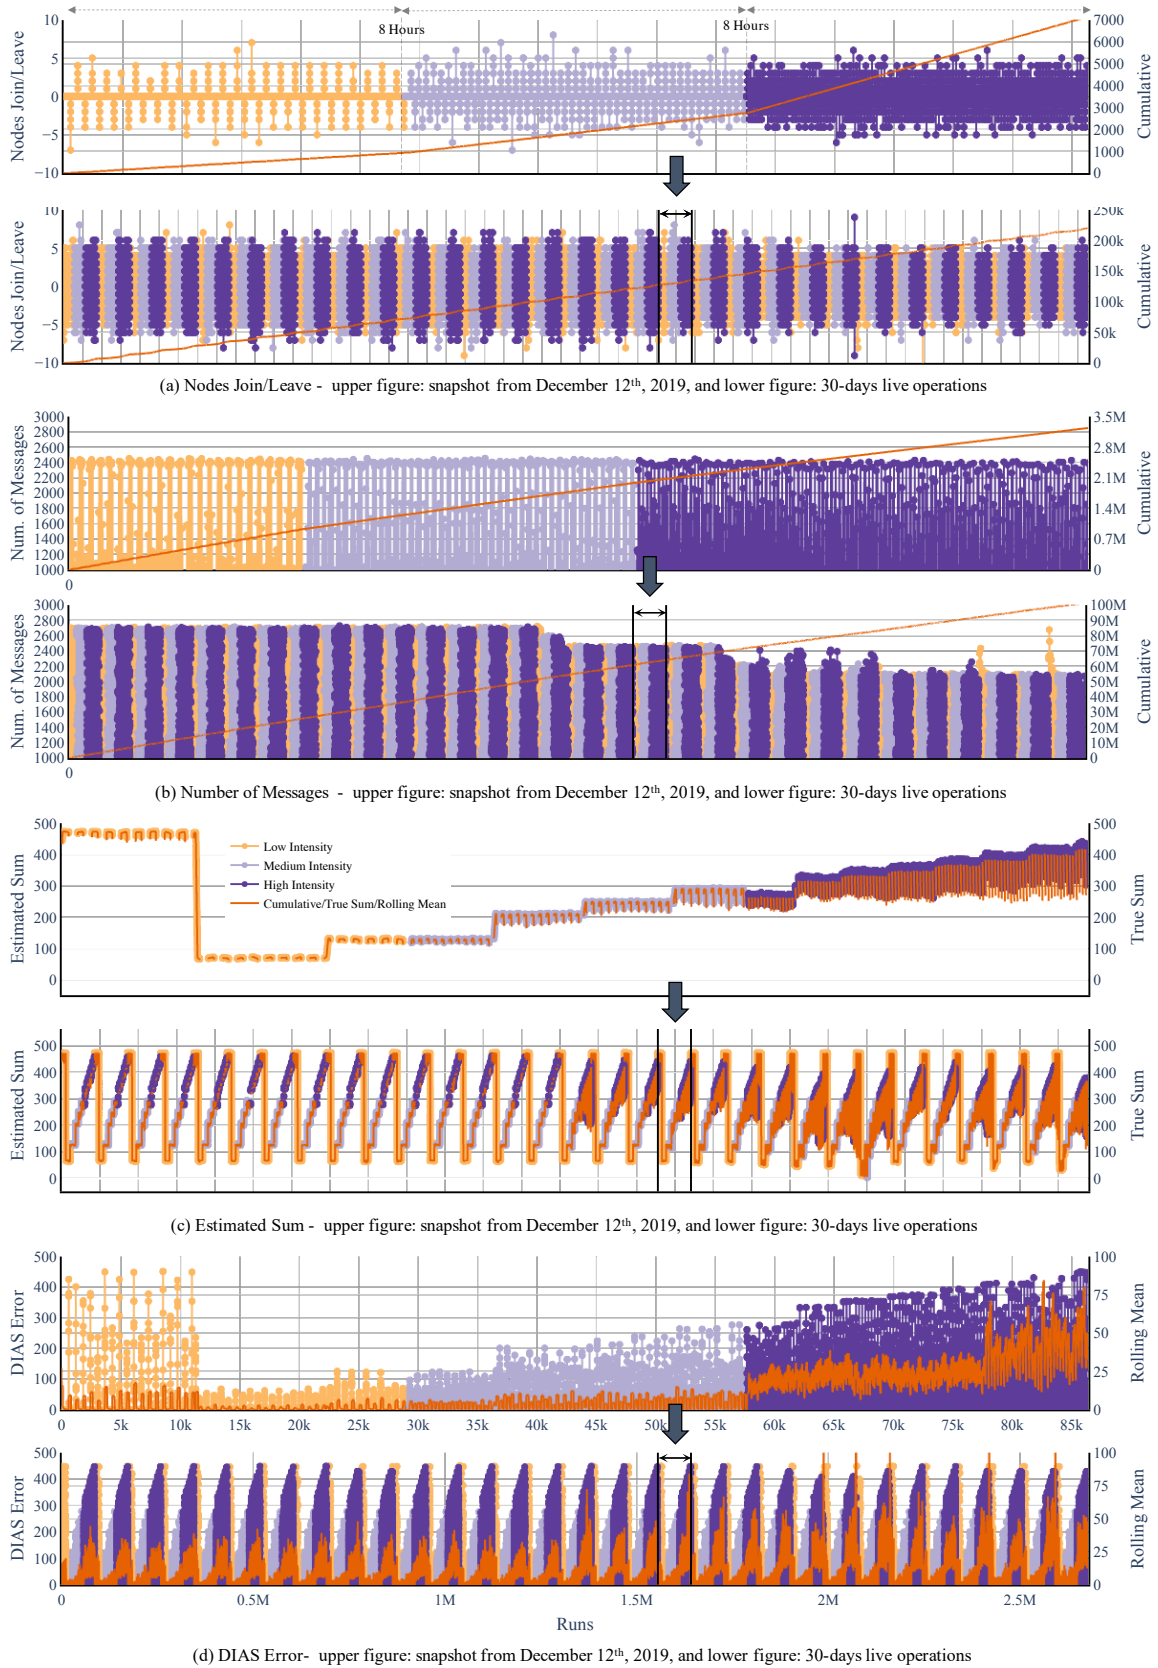 8 Hours
8 Hours
Nodes Join/Leave
10
5
0
−5
−10
7000
6000
5000
4000
3000
2000
1000
0
Cumulative
Nodes Join/Leave
10
5
0
−5
−10
250k
200k
150k
100k
50k
0
Cumulative
(a) Nodes Join/Leave - upper figure: snapshot from December 12th, 2019, and lower figure: 30-days live operations
Num. of Messages
3000
2800
2600
2400
2200
2000
1800
1600
1400
1200
1000
0
3.5M
2.8M
2.1M
1.4M
0.7M
0
Cumulative
Num. of Messages
3000
2800
2600
2400
2200
2000
1800
1600
1400
1200
1000
0
100M
90M
80M
70M
60M
50M
40M
30M
20M
10M
0
Cumulative
(b) Number of Messages - upper figure: snapshot from December 12th, 2019, and lower figure: 30-days live operations
Estimated Sum
500
400
300
200
100
0
Low Intensity
Medium Intensity
High Intensity
Cumulative/True Sum/Rolling Mean
500
400
300
200
100
0
True Sum
Estimated Sum
500
400
300
200
100
0
500
400
300
200
100
0
True Sum
(c) Estimated Sum - upper figure: snapshot from December 12th, 2019, and lower figure: 30-days live operations
DIAS Error
500
400
300
200
100
0
100
75
50
25
0
Rolling Mean
0 5k 10k 15k 20k 25k 30k 35k 40k 45k 50k 55k 60k 65k 70k 75k 80k 85k
DIAS Error
500
400
300
200
100
0
100
75
50
25
0
Rolling Mean
0 0.5M 1M 1.5M 2M 2.5M
Runs
(d) DIAS Error- upper figure: snapshot from December 12th, 2019, and lower figure: 30-days live operations